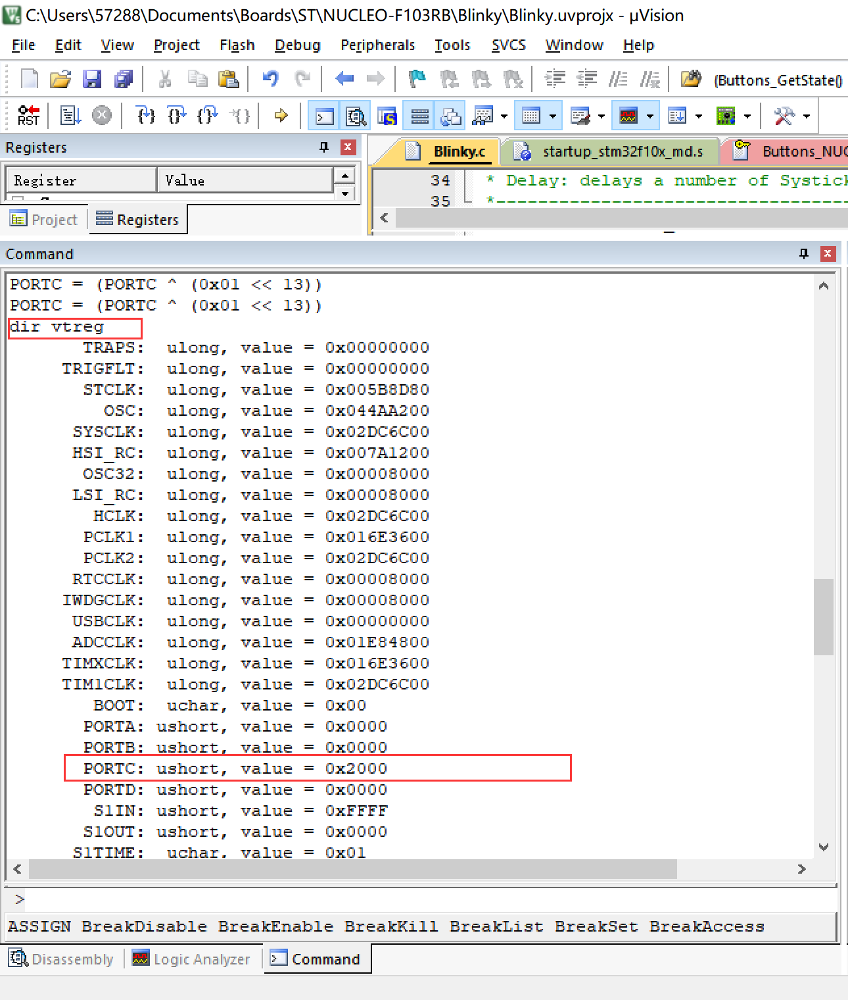 C:\Users\57288\Documents\Boards\ST\NUCLEO-F103RB\Blinky\Blinky.uvprojx - µVision
File Edit View Project Flash Debug Peripherals Tools SVCS Window Help
(Buttons_GetState()
RST
Registers
Register Value
Project Registers
Blinky.c startup_stm32f10x_md.s Buttons_NUC
34 * Delay: delays a number of Systick
35 *----------------------------------
Command
PORTC = (PORTC ^ (0x01 << 13))
PORTC = (PORTC ^ (0x01 << 13))
dir vtreg
TRAPS: ulong, value = 0x00000000
TRIGFLT: ulong, value = 0x00000000
STCLK: ulong, value = 0x005B8D80
OSC: ulong, value = 0x044AA200
SYSCLK: ulong, value = 0x02DC6C00
HSI_RC: ulong, value = 0x007A1200
OSC32: ulong, value = 0x00008000
LSI_RC: ulong, value = 0x00008000
HCLK: ulong, value = 0x02DC6C00
PCLK1: ulong, value = 0x016E3600
PCLK2: ulong, value = 0x02DC6C00
RTCCLK: ulong, value = 0x00008000
IWDGCLK: ulong, value = 0x00008000
USBCLK: ulong, value = 0x00000000
ADCCLK: ulong, value = 0x01E84800
TIMXCLK: ulong, value = 0x016E3600
TIM1CLK: ulong, value = 0x02DC6C00
BOOT: uchar, value = 0x00
PORTA: ushort, value = 0x0000
PORTB: ushort, value = 0x0000
PORTC: ushort, value = 0x2000
PORTD: ushort, value = 0x0000
S1IN: ushort, value = 0xFFFF
S1OUT: ushort, value = 0x0000
S1TIME: uchar, value = 0x01
>
ASSIGN BreakDisable BreakEnable BreakKill BreakList BreakSet BreakAccess
Disassembly Logic Analyzer Command